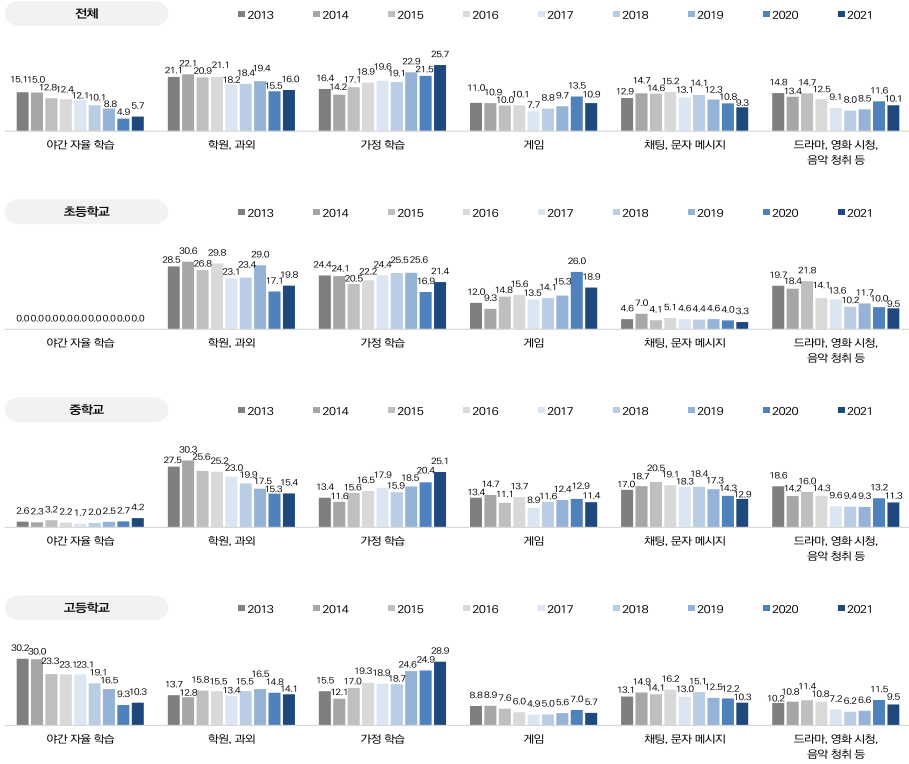 전체
2013 2014 2015 2016 2017 2018 2019 2020 2021
15.1 15.0 12.8 12.4 12.1 10.1 8.8 4.9 5.7
야간 자율 학습
21.1 22.1 20.9 21.1 18.2 18.4 19.4 15.5 16.0
학원, 과외
16.4 14.2 17.1 18.9 19.6 19.1 22.9 21.5 25.7
가정 학습
11.0 10.9 10.0 10.1 7.7 8.8 9.7 13.5 10.9
게임
12.9 14.7 14.6 15.2 13.1 14.1 12.3 10.8 9.3
채팅, 문자 메시지
14.8 13.4 14.7 12.5 9.1 8.0 8.5 11.6 10.1
드라마, 영화 시청,
음악 청취 등
초등학교
2013 2014 2015 2016 2017 2018 2019 2020 2021
0.0 0.0 0.0 0.0 0.0 0.0 0.0 0.0 0.0
야간 자율 학습
28.5 30.6 26.8 29.8 23.1 23.4 29.0 17.1 19.8
학원, 과외
24.4 24.1 20.5 22.2 24.4 25.5 25.6 16.9 21.4
가정 학습
12.0 9.3 14.8 15.6 13.5 14.1 15.3 26.0 18.9
게임
4.6 7.0 4.1 5.1 4.6 4.4 4.6 4.0 3.3
채팅, 문자 메시지
19.7 18.4 21.8 14.1 13.6 10.2 11.7 10.0 9.5
드라마, 영화 시청,
음악 청취 등
중학교
2013 2014 2015 2016 2017 2018 2019 2020 2021
2.6 2.3 3.2 2.2 1.7 2.0 2.5 2.7 4.2
야간 자율 학습
27.5 30.3 25.6 25.2 23.0 19.9 17.5 15.3 15.4
학원, 과외
13.4 11.6 15.6 16.5 17.9 15.9 18.5 20.4 25.1
가정 학습
13.4 14.7 11.1 13.7 8.9 11.6 12.4 12.9 11.4
게임
17.0 18.7 20.5 19.1 18.3 18.4 17.3 14.3 12.9
채팅, 문자 메시지
18.6 14.2 16.0 14.3 9.6 9.4 9.3 13.2 11.3
드라마, 영화 시청,
음악 청취 등
고등학교
2013 2014 2015 2016 2017 2018 2019 2020 2021
30.2 30.0 23.3 23.1 23.1 19.1 16.5 9.3 10.3
야간 자율 학습
13.7 12.8 15.8 15.5 13.4 15.5 16.5 14.8 14.1
학원, 과외
15.5 12.1 17.0 19.3 18.9 18.7 24.6 24.9 28.9
가정 학습
8.8 8.9 7.6 6.0 4.9 5.0 5.6 7.0 5.7
게임
13.1 14.9 14.1 16.2 13.0 15.1 12.5 12.2 10.3
채팅, 문자 메시지
10.2 10.8 11.4 10.8 7.2 6.2 6.6 11.5 9.5
드라마, 영화 시청,
음악 청취 등